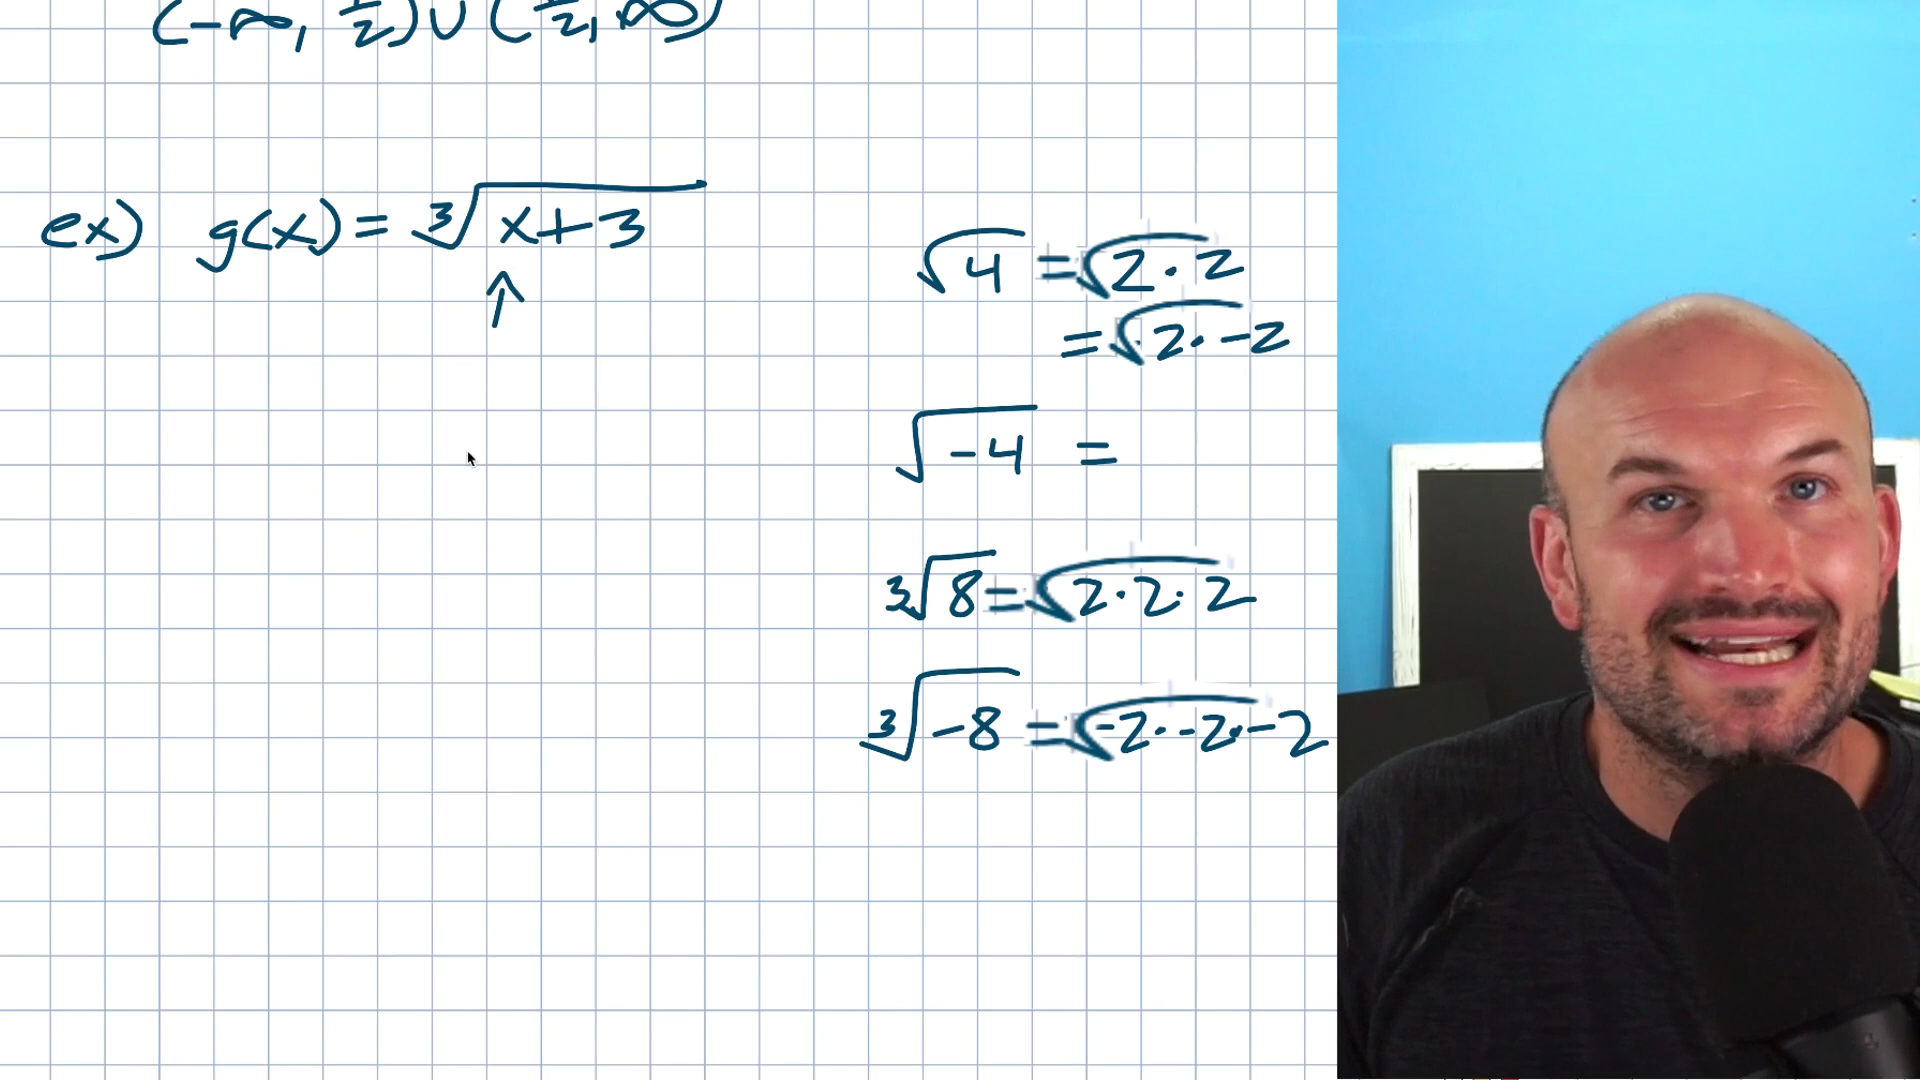 (-∞, 1/2) ∪ (1/2, ∞)
ex) g(x) = ∛(x+3)
↑
√4 = √2·2
= √2·-2
√-4 =
∛8 = √2·2·2
∛-8 = √-2·-2·-2